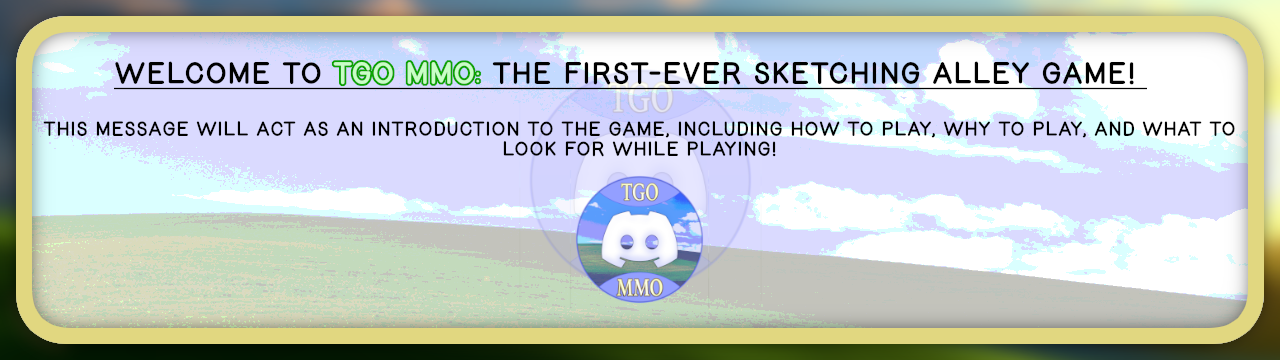 WELCOME TO TGO MMO: THE FIRST-EVER SKETCHING ALLEY GAME!
TGO
THIS MESSAGE WILL ACT AS AN INTRODUCTION TO THE GAME, INCLUDING HOW TO PLAY, WHY TO PLAY, AND WHAT TO
LOOK FOR WHILE PLAYING!
TGO
MMO